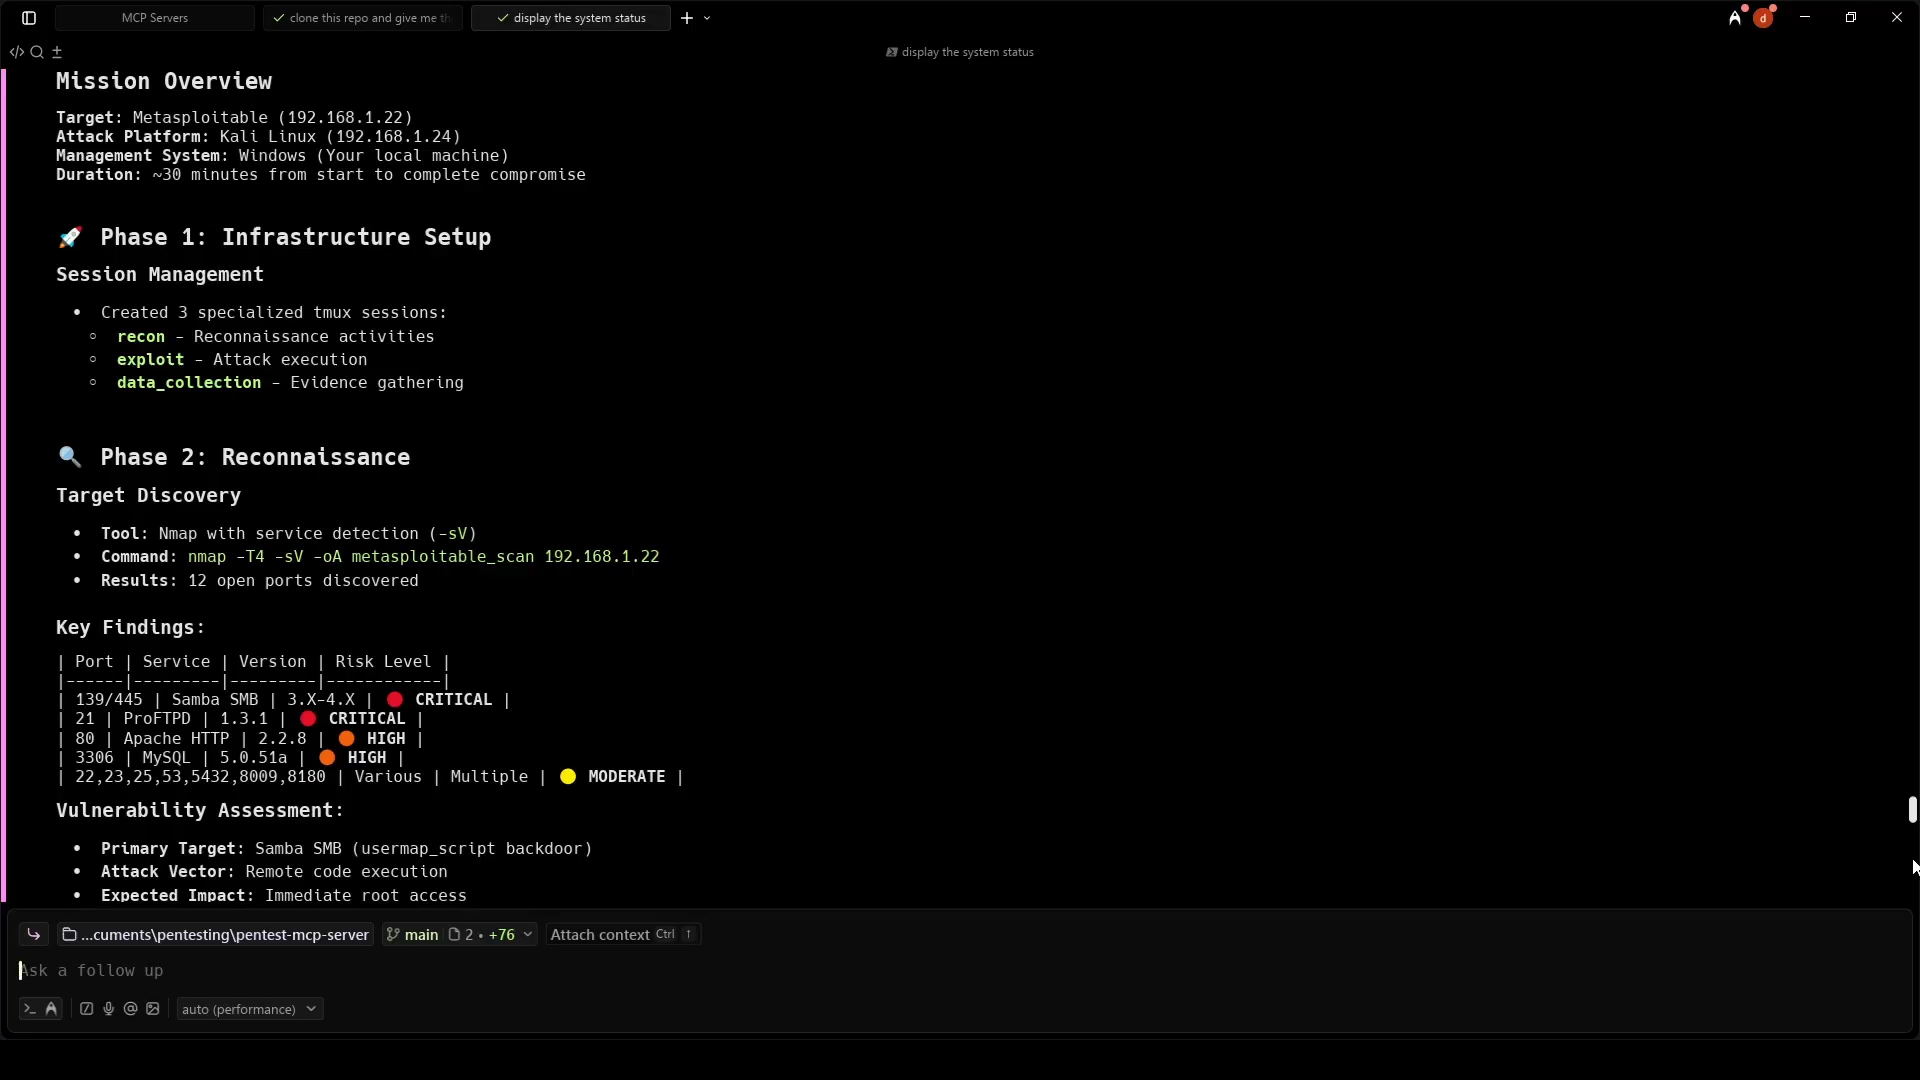 MCP Servers
clone this repo and give me th
display the system status
display the system status
Mission Overview
Target: Metasploitable (192.168.1.22)
Attack Platform: Kali Linux (192.168.1.24)
Management System: Windows (Your local machine)
Duration: ~30 minutes from start to complete compromise
🚀 Phase 1: Infrastructure Setup
Session Management
• Created 3 specialized tmux sessions:
◦ recon - Reconnaissance activities
◦ exploit - Attack execution
◦ data_collection - Evidence gathering
🔍 Phase 2: Reconnaissance
Target Discovery
• Tool: Nmap with service detection (-sV)
• Command: nmap -T4 -sV -oA metasploitable_scan 192.168.1.22
• Results: 12 open ports discovered
Key Findings:
| Port | Service | Version | Risk Level |
|------|---------|---------|------------|
| 139/445 | Samba SMB | 3.X-4.X | 🔴 CRITICAL |
| 21 | ProFTPD | 1.3.1 | 🔴 CRITICAL |
| 80 | Apache HTTP | 2.2.8 | 🟠 HIGH |
| 3306 | MySQL | 5.0.51a | 🟠 HIGH |
| 22,23,25,53,5432,8009,8180 | Various | Multiple | 🟡 MODERATE |
Vulnerability Assessment:
• Primary Target: Samba SMB (usermap_script backdoor)
• Attack Vector: Remote code execution
• Expected Impact: Immediate root access
...cuments\pentesting\pentest-mcp-server main 2 • +76 Attach context Ctrl ↑
Ask a follow up
auto (performance)
d